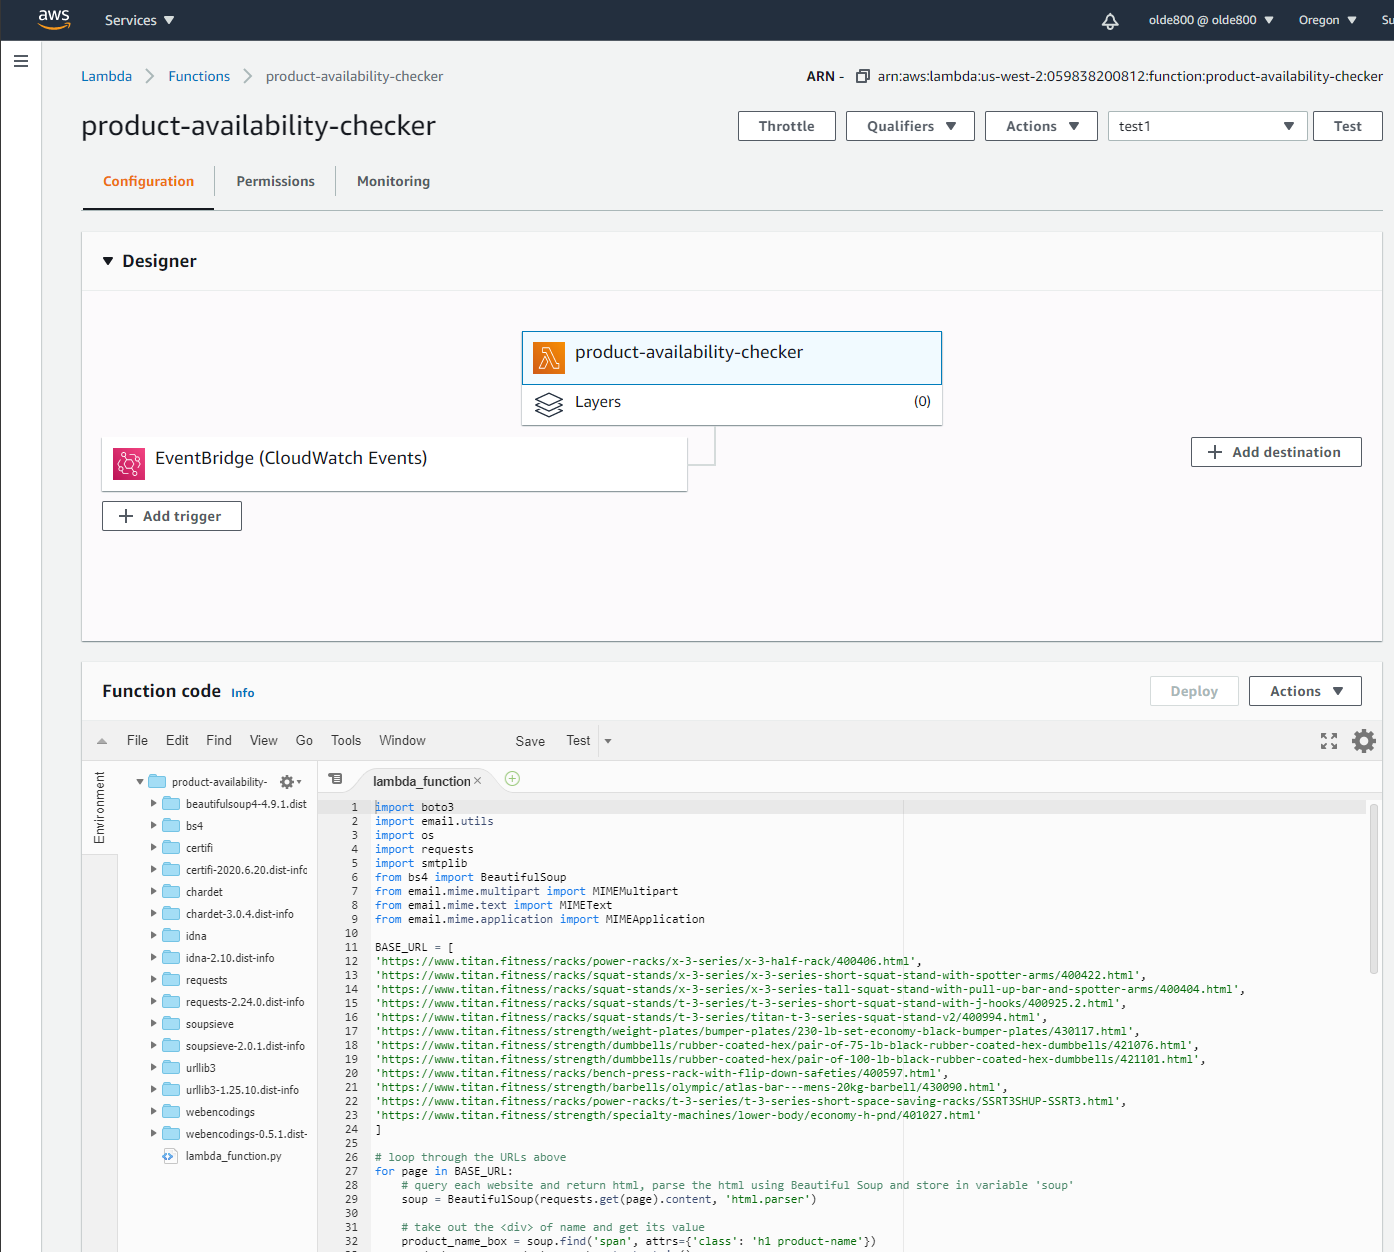 aws Services olde800 @ olde800 Oregon Su
Lambda Functions product-availability-checker ARN - arn:aws:lambda:us-west-2:059838200812:function:product-availability-checker
product-availability-checker Throttle Qualifiers Actions test1 Test
Configuration Permissions Monitoring
Designer
product-availability-checker
Layers (0)
EventBridge (CloudWatch Events)
Add destination
Add trigger
Function code Info Deploy Actions
File Edit Find View Go Tools Window Save Test
Environment
product-availability-
beautifulsoup4-4.9.1.dist
bs4
certifi
certifi-2020.6.20.dist-info
chardet
chardet-3.0.4.dist-info
idna
idna-2.10.dist-info
requests
requests-2.24.0.dist-info
soupsieve
soupsieve-2.0.1.dist-info
urllib3
urllib3-1.25.10.dist-info
webencodings
webencodings-0.5.1.dist-
lambda_function.py
lambda_function
1 import boto3
2 import email.utils
3 import os
4 import requests
5 import smtplib
6 from bs4 import BeautifulSoup
7 from email.mime.multipart import MIMEMultipart
8 from email.mime.text import MIMEText
9 from email.mime.application import MIMEApplication
10
11 BASE_URL = [
12 'https://www.titan.fitness/racks/power-racks/x-3-series/x-3-half-rack/400406.html',
13 'https://www.titan.fitness/racks/squat-stands/x-3-series/x-3-series-short-squat-stand-with-spotter-arms/400422.html',
14 'https://www.titan.fitness/racks/squat-stands/x-3-series/x-3-series-tall-squat-stand-with-pull-up-bar-and-spotter-arms/400404.html',
15 'https://www.titan.fitness/racks/squat-stands/t-3-series/t-3-series-short-squat-stand-with-j-hooks/400925.2.html',
16 'https://www.titan.fitness/racks/squat-stands/t-3-series/titan-t-3-series-squat-stand-v2/400994.html',
17 'https://www.titan.fitness/strength/weight-plates/bumper-plates/230-lb-set-economy-black-bumper-plates/430117.html',
18 'https://www.titan.fitness/strength/dumbbells/rubber-coated-hex/pair-of-75-lb-black-rubber-coated-hex-dumbbells/421076.html',
19 'https://www.titan.fitness/strength/dumbbells/rubber-coated-hex/pair-of-100-lb-black-rubber-coated-hex-dumbbells/421101.html',
20 'https://www.titan.fitness/racks/bench-press-rack-with-flip-down-safeties/400597.html',
21 'https://www.titan.fitness/strength/barbells/olympic/atlas-bar---mens-20kg-barbell/430090.html',
22 'https://www.titan.fitness/racks/power-racks/t-3-series/t-3-series-short-space-saving-racks/SSRT3SHUP-SSRT3.html',
23 'https://www.titan.fitness/strength/specialty-machines/lower-body/economy-h-pnd/401027.html'
24 ]
25
26 # loop through the URLs above
27 for page in BASE_URL:
28 # query each website and return html, parse the html using Beautiful Soup and store in variable 'soup'
29 soup = BeautifulSoup(requests.get(page).content, 'html.parser')
30
31 # take out the <div> of name and get its value
32 product_name_box = soup.find('span', attrs={'class': 'h1 product-name'})